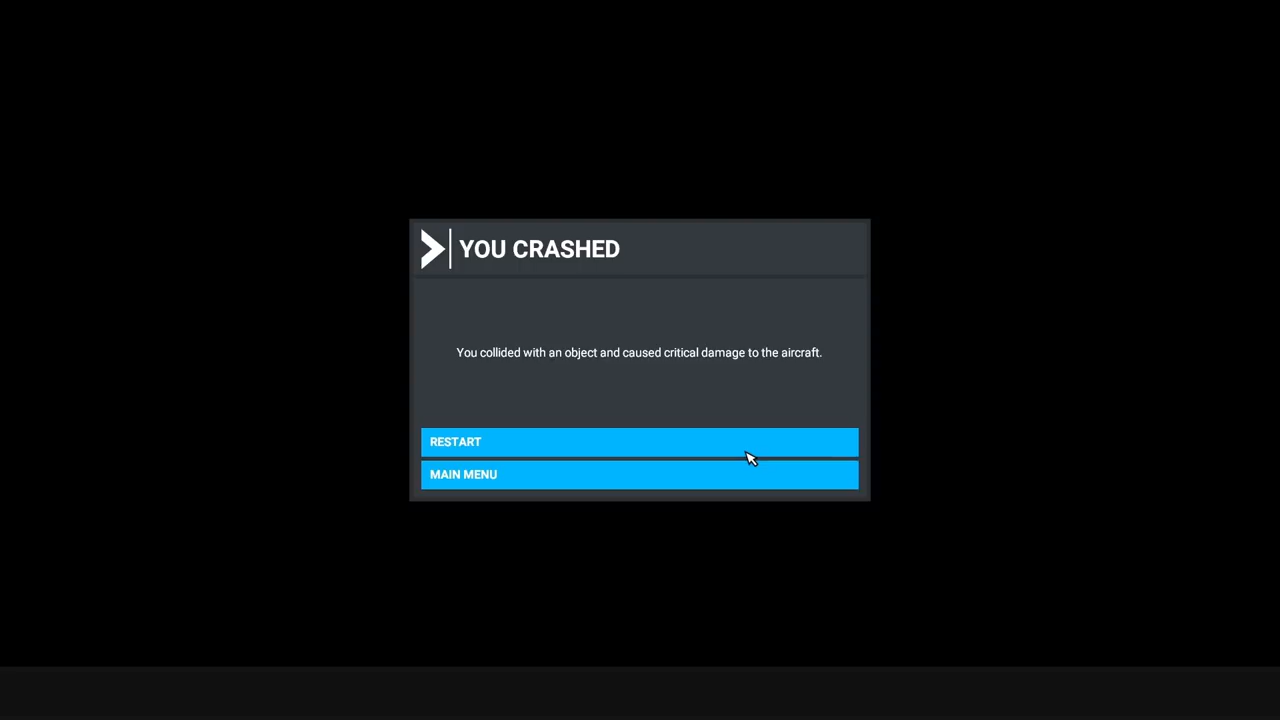 YOU CRASHED
You collided with an object and caused critical damage to the aircraft.
RESTART
MAIN MENU